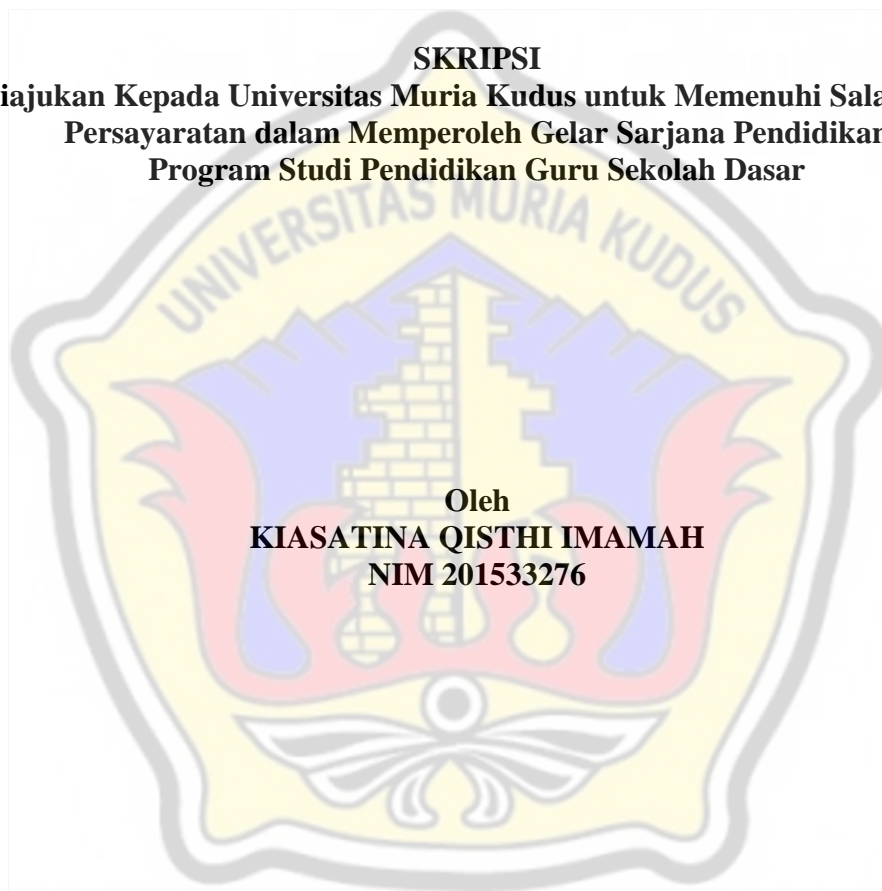 SKRIPSI
iajukan Kepada Universitas Muria Kudus untuk Memenuhi Sala
Persayaratan dalam Memperoleh Gelar Sarjana Pendidikan
Program Studi Pendidikan Guru Sekolah Dasar
UNIVERSITAS MURIA KUDUS
Oleh
KIASATINA QISTHI IMAMAH
NIM 201533276